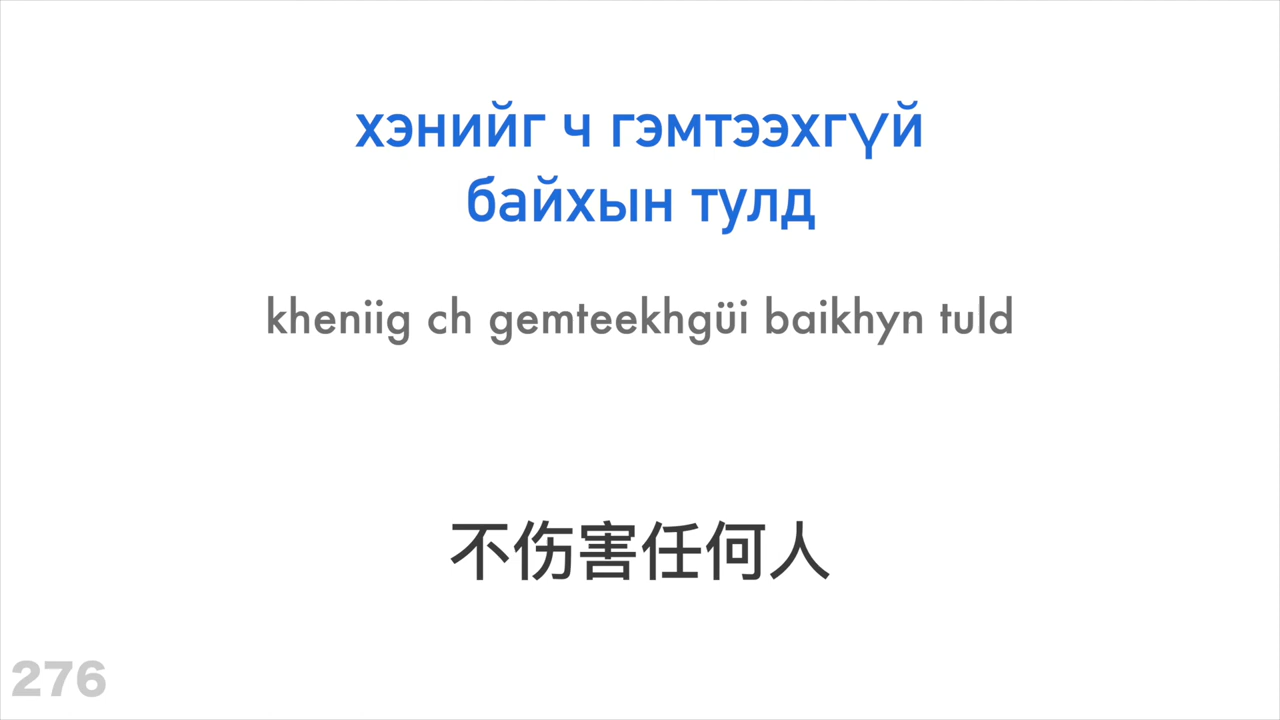 хэнийг ч гэмтээхгүй
байхын тулд
kheniig ch gemteekhgüi baikhyn tuld
不伤害任何人
276